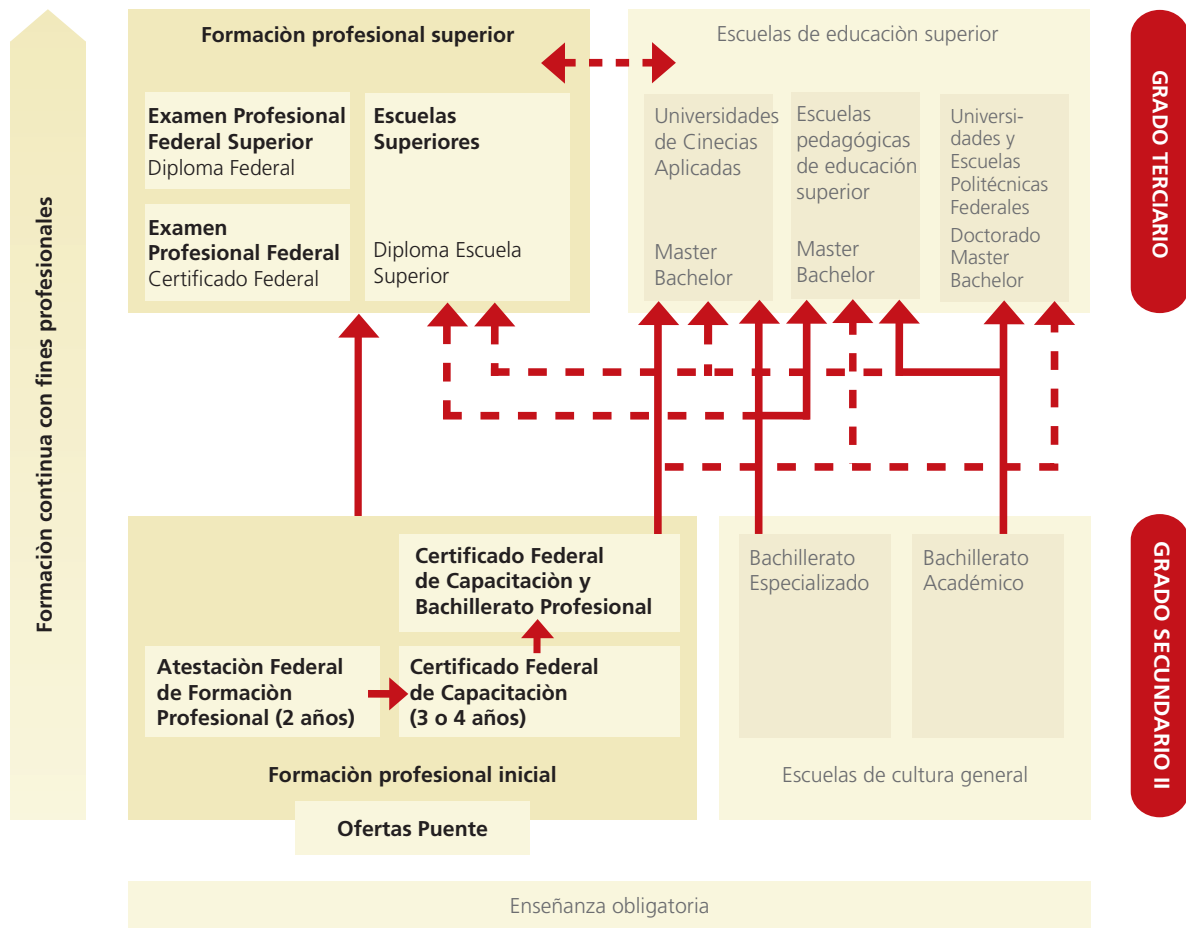 Formaciòn continua con fines profesionales
Formaciòn profesional superior
Examen Profesional
Federal Superior
Diploma Federal
Examen
Profesional Federal
Certificado Federal
Escuelas
Superiores
Diploma Escuela
Superior
Escuelas de educaciòn superior
Universidades
de Cinecias
Aplicadas
Master
Bachelor
Escuelas
pedagógicas
de educación
superior
Master
Bachelor
Universi-
dades y
Escuelas
Politécnicas
Federales
Doctorado
Master
Bachelor
GRADO TERCIARIO
Certificado Federal
de Capacitaciòn y
Bachillerato Profesional
Atestaciòn Federal
de Formaciòn
Profesional (2 años)
Certificado Federal
de Capacitaciòn
(3 o 4 años)
Formaciòn profesional inicial
Ofertas Puente
Bachillerato
Especializado
Bachillerato
Académico
Escuelas de cultura general
GRADO SECUNDARIO II
Enseñanza obligatoria